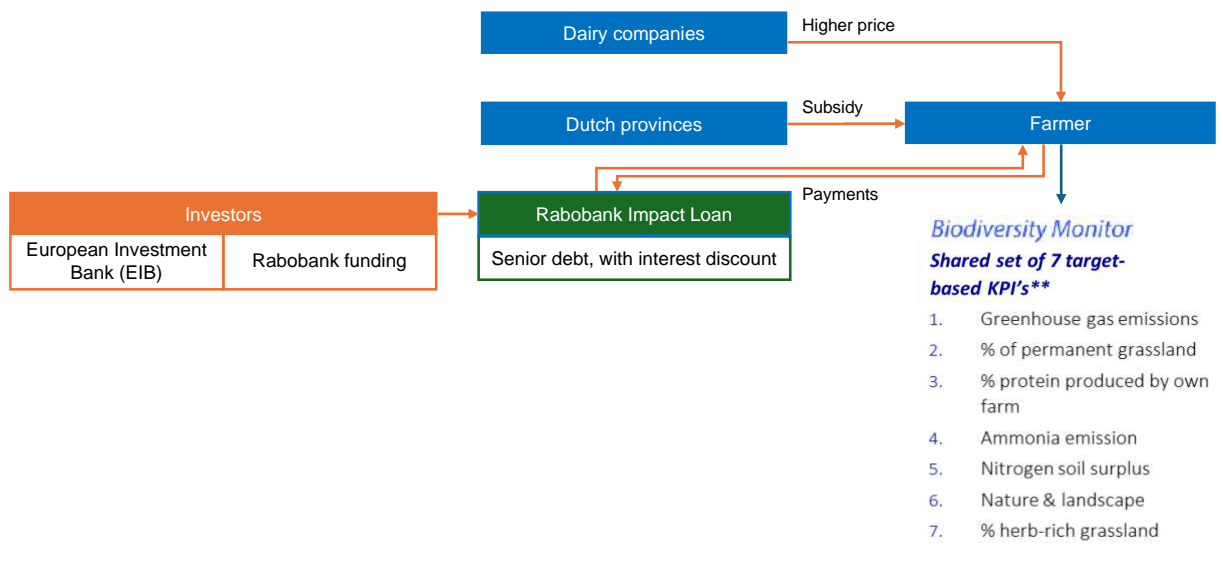 Dairy companies
Higher price
Dutch provinces
Subsidy
Farmer
Payments
Investors
European Investment
Bank (EIB)
Rabobank funding
Rabobank Impact Loan
Senior debt, with interest discount
Biodiversity Monitor
Shared set of 7 target-
based KPI's**
1. Greenhouse gas emissions
2. % of permanent grassland
3. % protein produced by own
farm
4. Ammonia emission
5. Nitrogen soil surplus
6. Nature & landscape
7. % herb-rich grassland